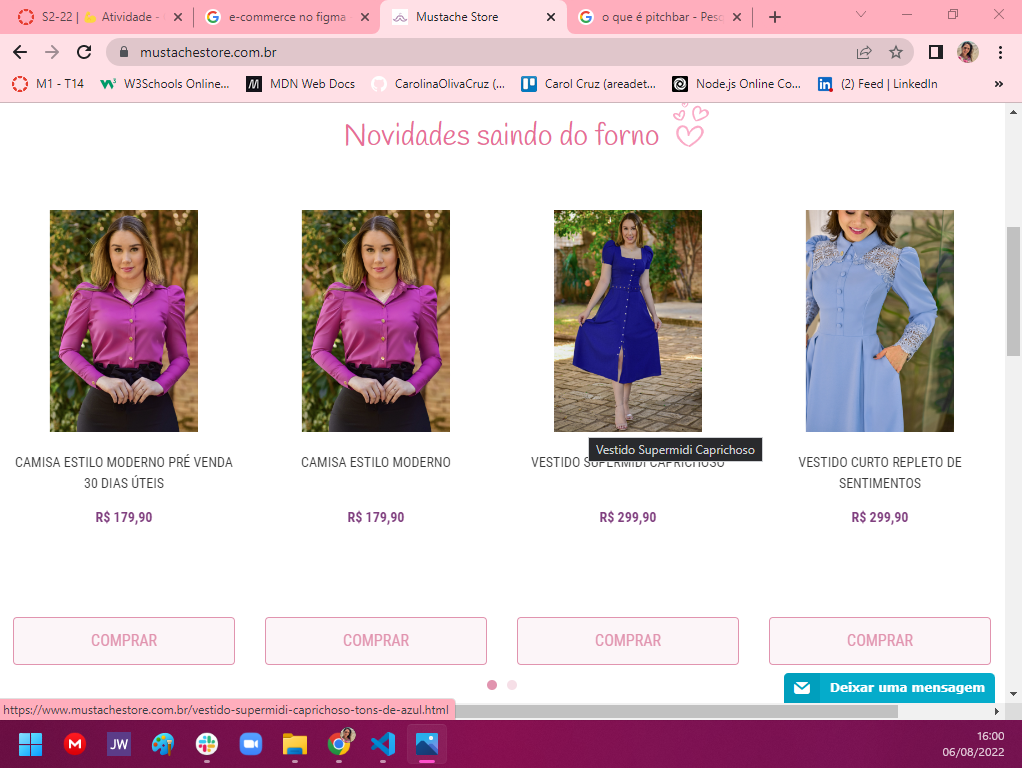 S2-22 | Atividade -
e-commerce no figma
Mustache Store
o que é pitchbar - Pesq
mustachestore.com.br
M1 - T14
W3Schools Online...
MDN Web Docs
CarolinaOlivaCruz (...
Carol Cruz (areadet...
Node.js Online Co...
(2) Feed | LinkedIn
»
Novidades saindo do forno
CAMISA ESTILO MODERNO PRÉ VENDA
30 DIAS ÚTEIS
R$ 179,90
COMPRAR
CAMISA ESTILO MODERNO
R$ 179,90
COMPRAR
Vestido Supermidi Caprichoso
VESTIDO SUPERMIDI CAPRICHOSO
R$ 299,90
COMPRAR
VESTIDO CURTO REPLETO DE
SENTIMENTOS
R$ 299,90
COMPRAR
Deixar uma mensagem
https://www.mustachestore.com.br/vestido-supermidi-caprichoso-tons-de-azul.html
M
JW
16:00
06/08/2022